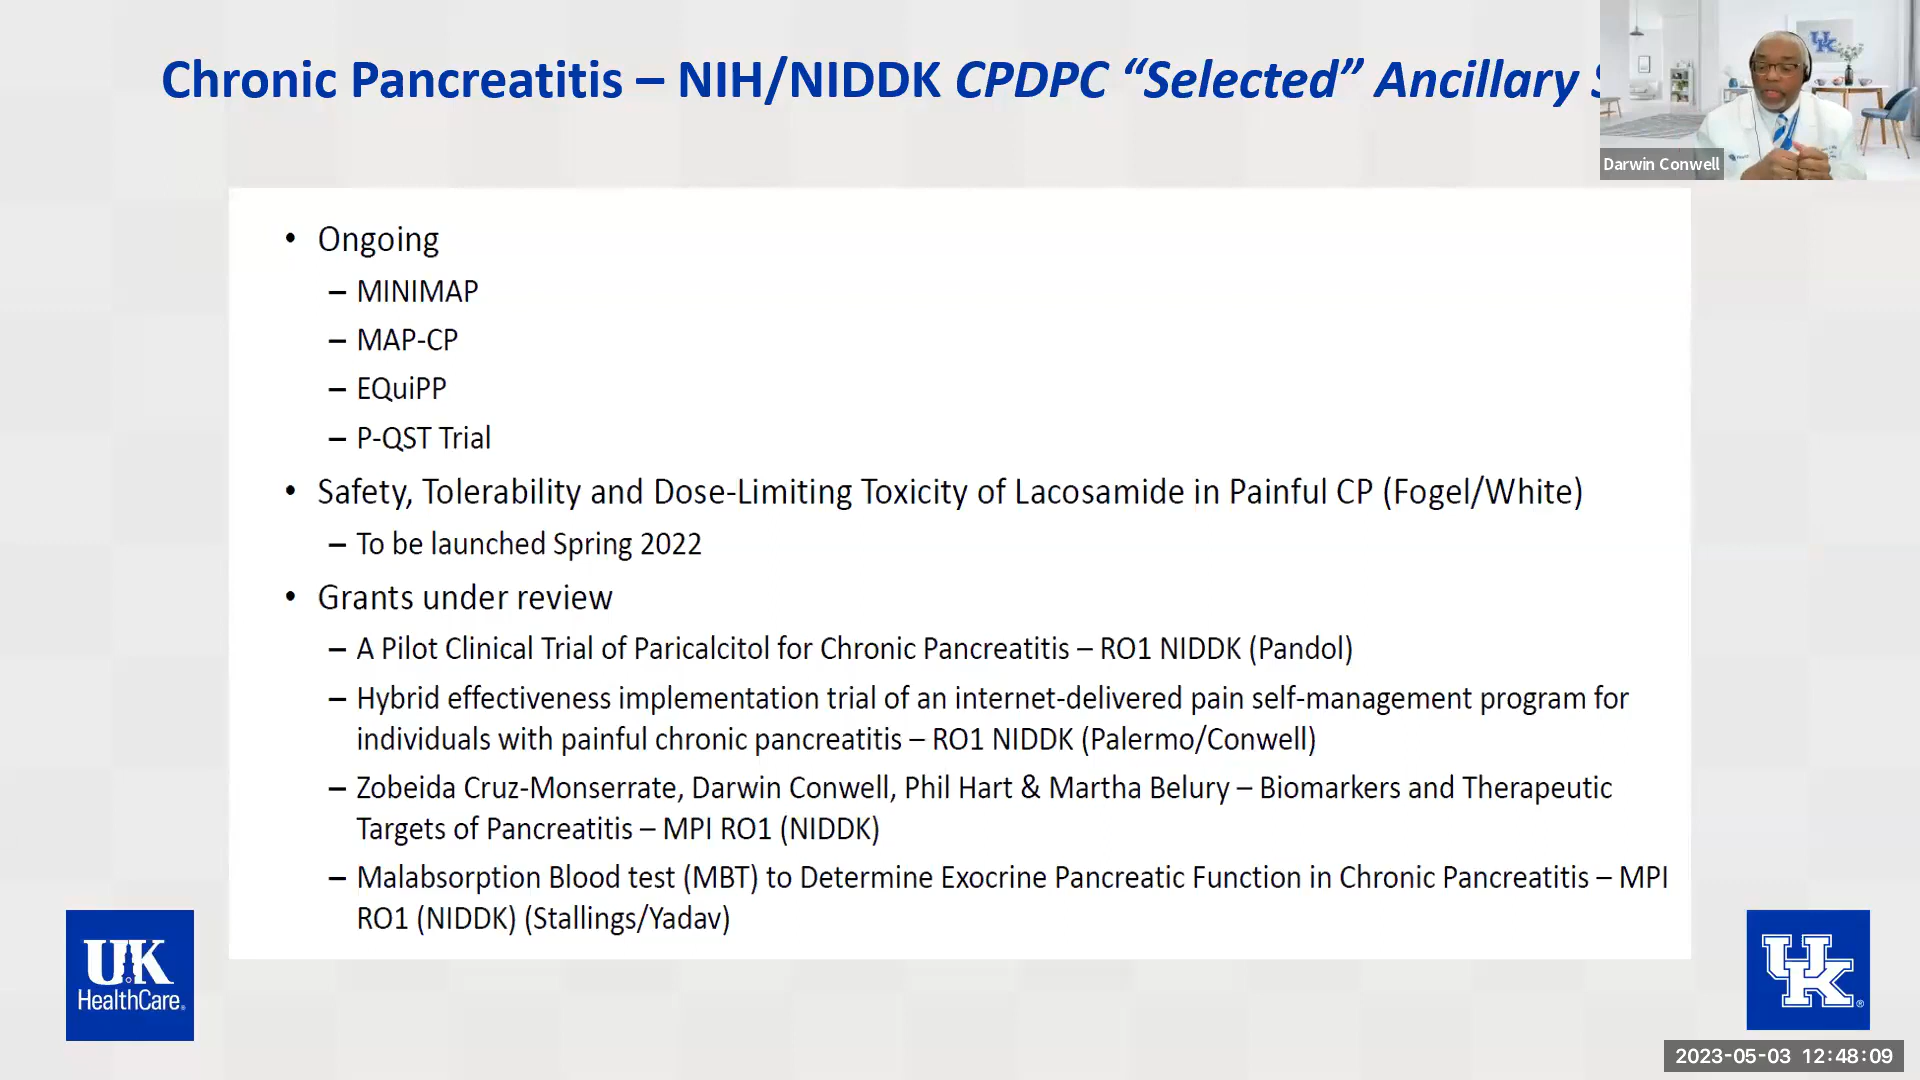 Chronic Pancreatitis – NIH/NIDDK CPDPC “Selected” Ancillary
Darwin Conwell
• Ongoing
– MINIMAP
– MAP-CP
– EQuiPP
– P-QST Trial
• Safety, Tolerability and Dose-Limiting Toxicity of Lacosamide in Painful CP (Fogel/White)
– To be launched Spring 2022
• Grants under review
– A Pilot Clinical Trial of Paricalcitol for Chronic Pancreatitis – RO1 NIDDK (Pandol)
– Hybrid effectiveness implementation trial of an internet-delivered pain self-management program for
individuals with painful chronic pancreatitis – RO1 NIDDK (Palermo/Conwell)
– Zobeida Cruz-Monserrate, Darwin Conwell, Phil Hart & Martha Belury – Biomarkers and Therapeutic
Targets of Pancreatitis – MPI RO1 (NIDDK)
– Malabsorption Blood test (MBT) to Determine Exocrine Pancreatic Function in Chronic Pancreatitis – MPI
RO1 (NIDDK) (Stallings/Yadav)
UK
HealthCare®
UK®
2023-05-03 12:48:09